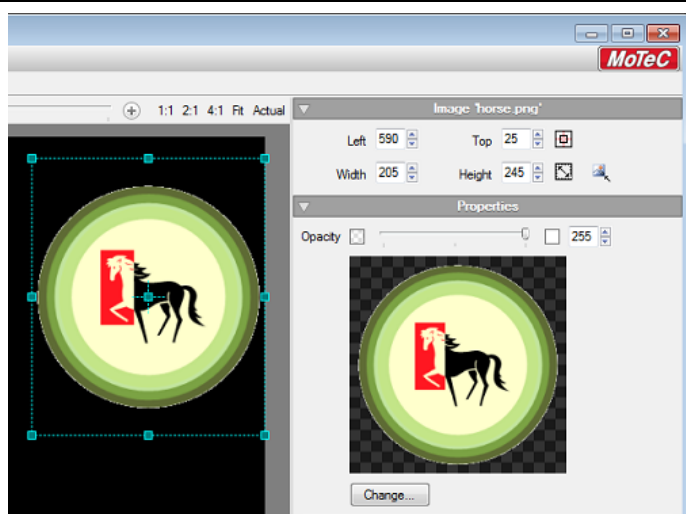 MoTeC
1:1 2:1 4:1 Fit Actual
Image 'horse.png'
Left 590 Top 25
Width 205 Height 245
Properties
Opacity 255
Change...